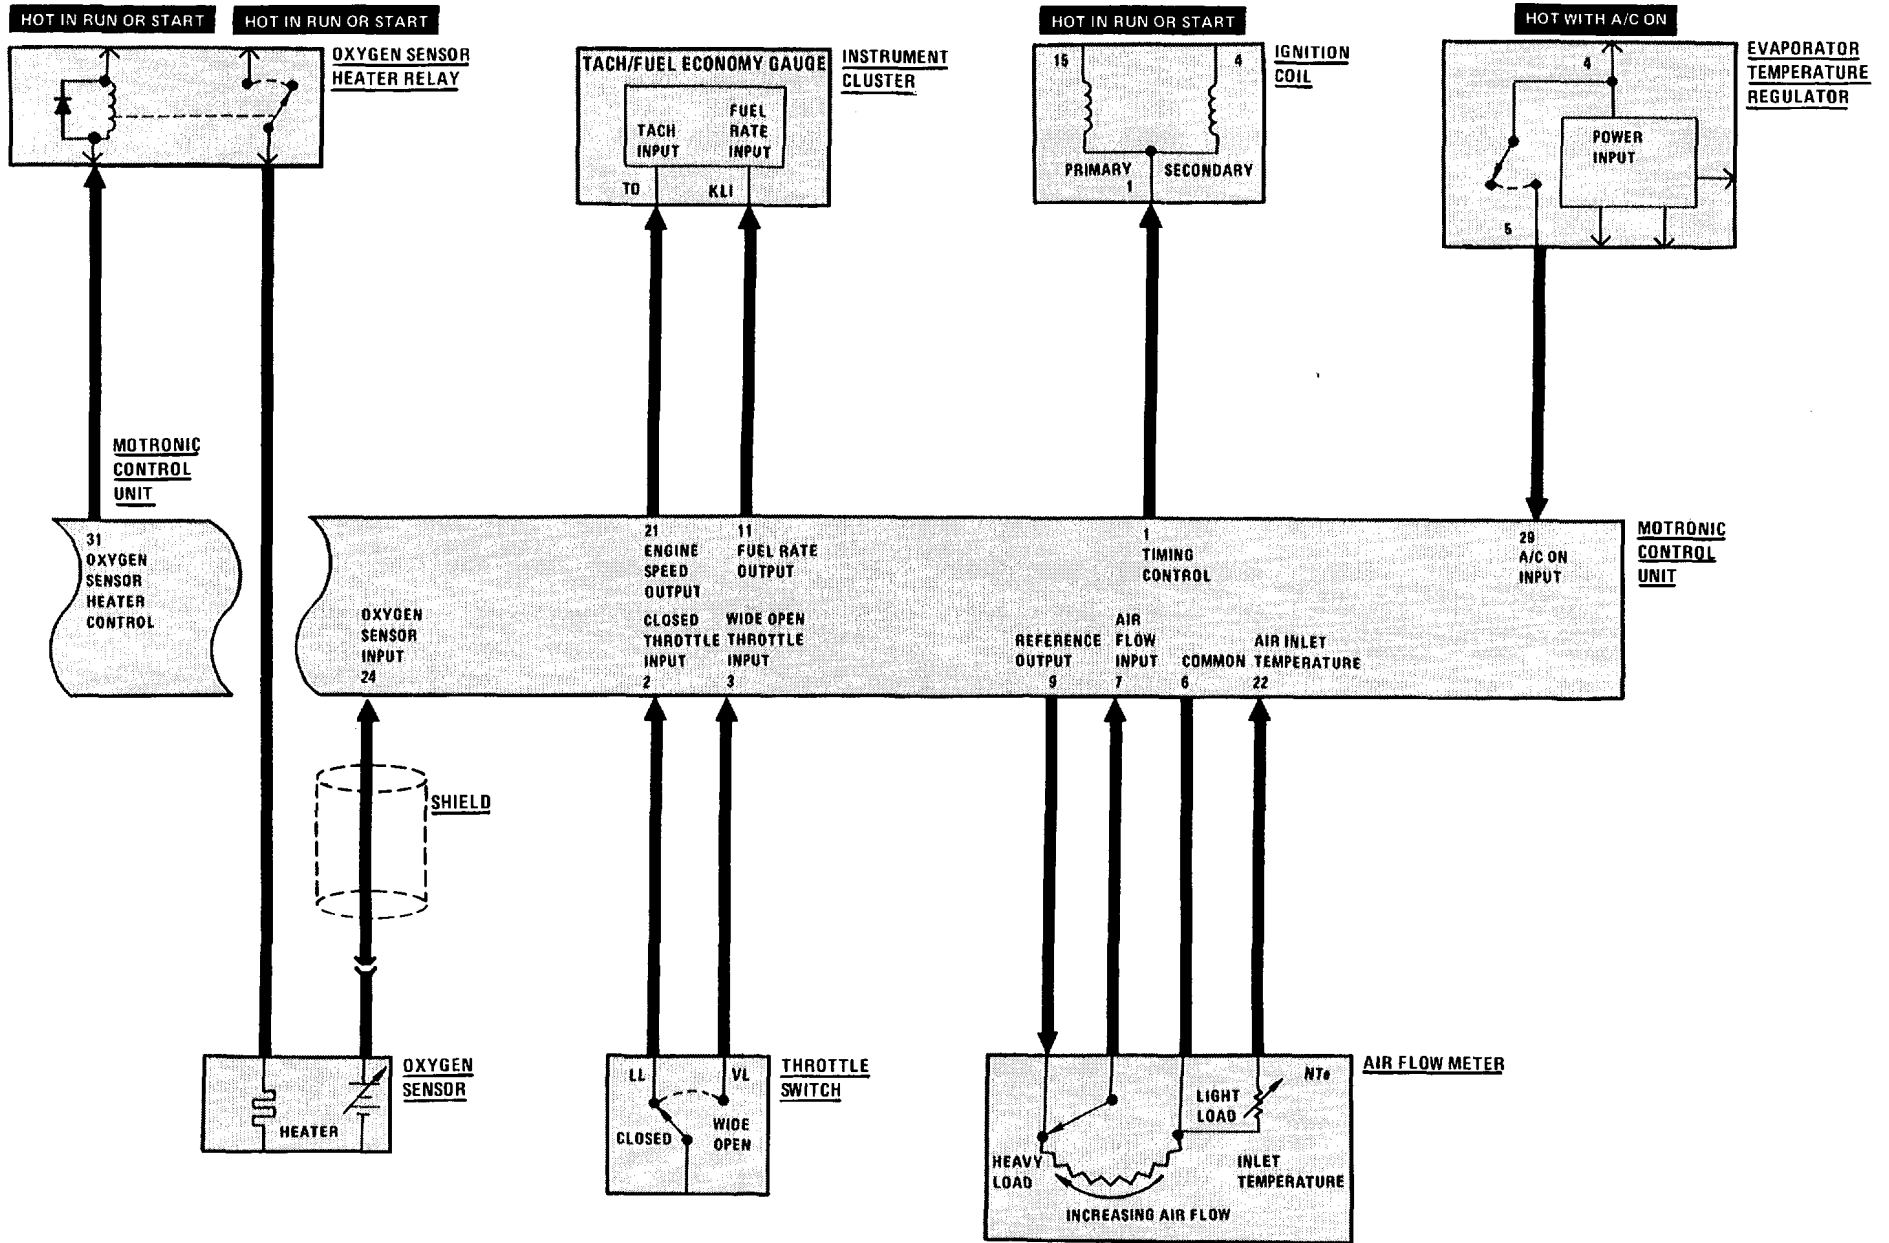 HOT IN RUN OR START
HOT IN RUN OR START
OXYGEN SENSOR
HEATER RELAY
TACH/FUEL ECONOMY GAUGE
TACH
INPUT
FUEL
RATE
INPUT
TD
KLI
INSTRUMENT
CLUSTER
HOT IN RUN OR START
15
4
PRIMARY
SECONDARY
1
IGNITION
COIL
HOT WITH A/C ON
4
POWER
INPUT
5
EVAPORATOR
TEMPERATURE
REGULATOR
MOTRONIC
CONTROL
UNIT
31
OXYGEN
SENSOR
HEATER
CONTROL
21
ENGINE
SPEED
OUTPUT
11
FUEL RATE
OUTPUT
1
TIMING
CONTROL
29
A/C ON
INPUT
MOTRONIC
CONTROL
UNIT
OXYGEN
SENSOR
INPUT
24
CLOSED
THROTTLE
INPUT
2
WIDE OPEN
THROTTLE
INPUT
3
REFERENCE
OUTPUT
9
AIR
FLOW
INPUT
7
COMMON
6
AIR INLET
TEMPERATURE
22
SHIELD
HEATER
OXYGEN
SENSOR
LL
VL
CLOSED
WIDE
OPEN
THROTTLE
SWITCH
NTc
LIGHT
LOAD
HEAVY
LOAD
INLET
TEMPERATURE
INCREASING AIR FLOW
AIR FLOW METER